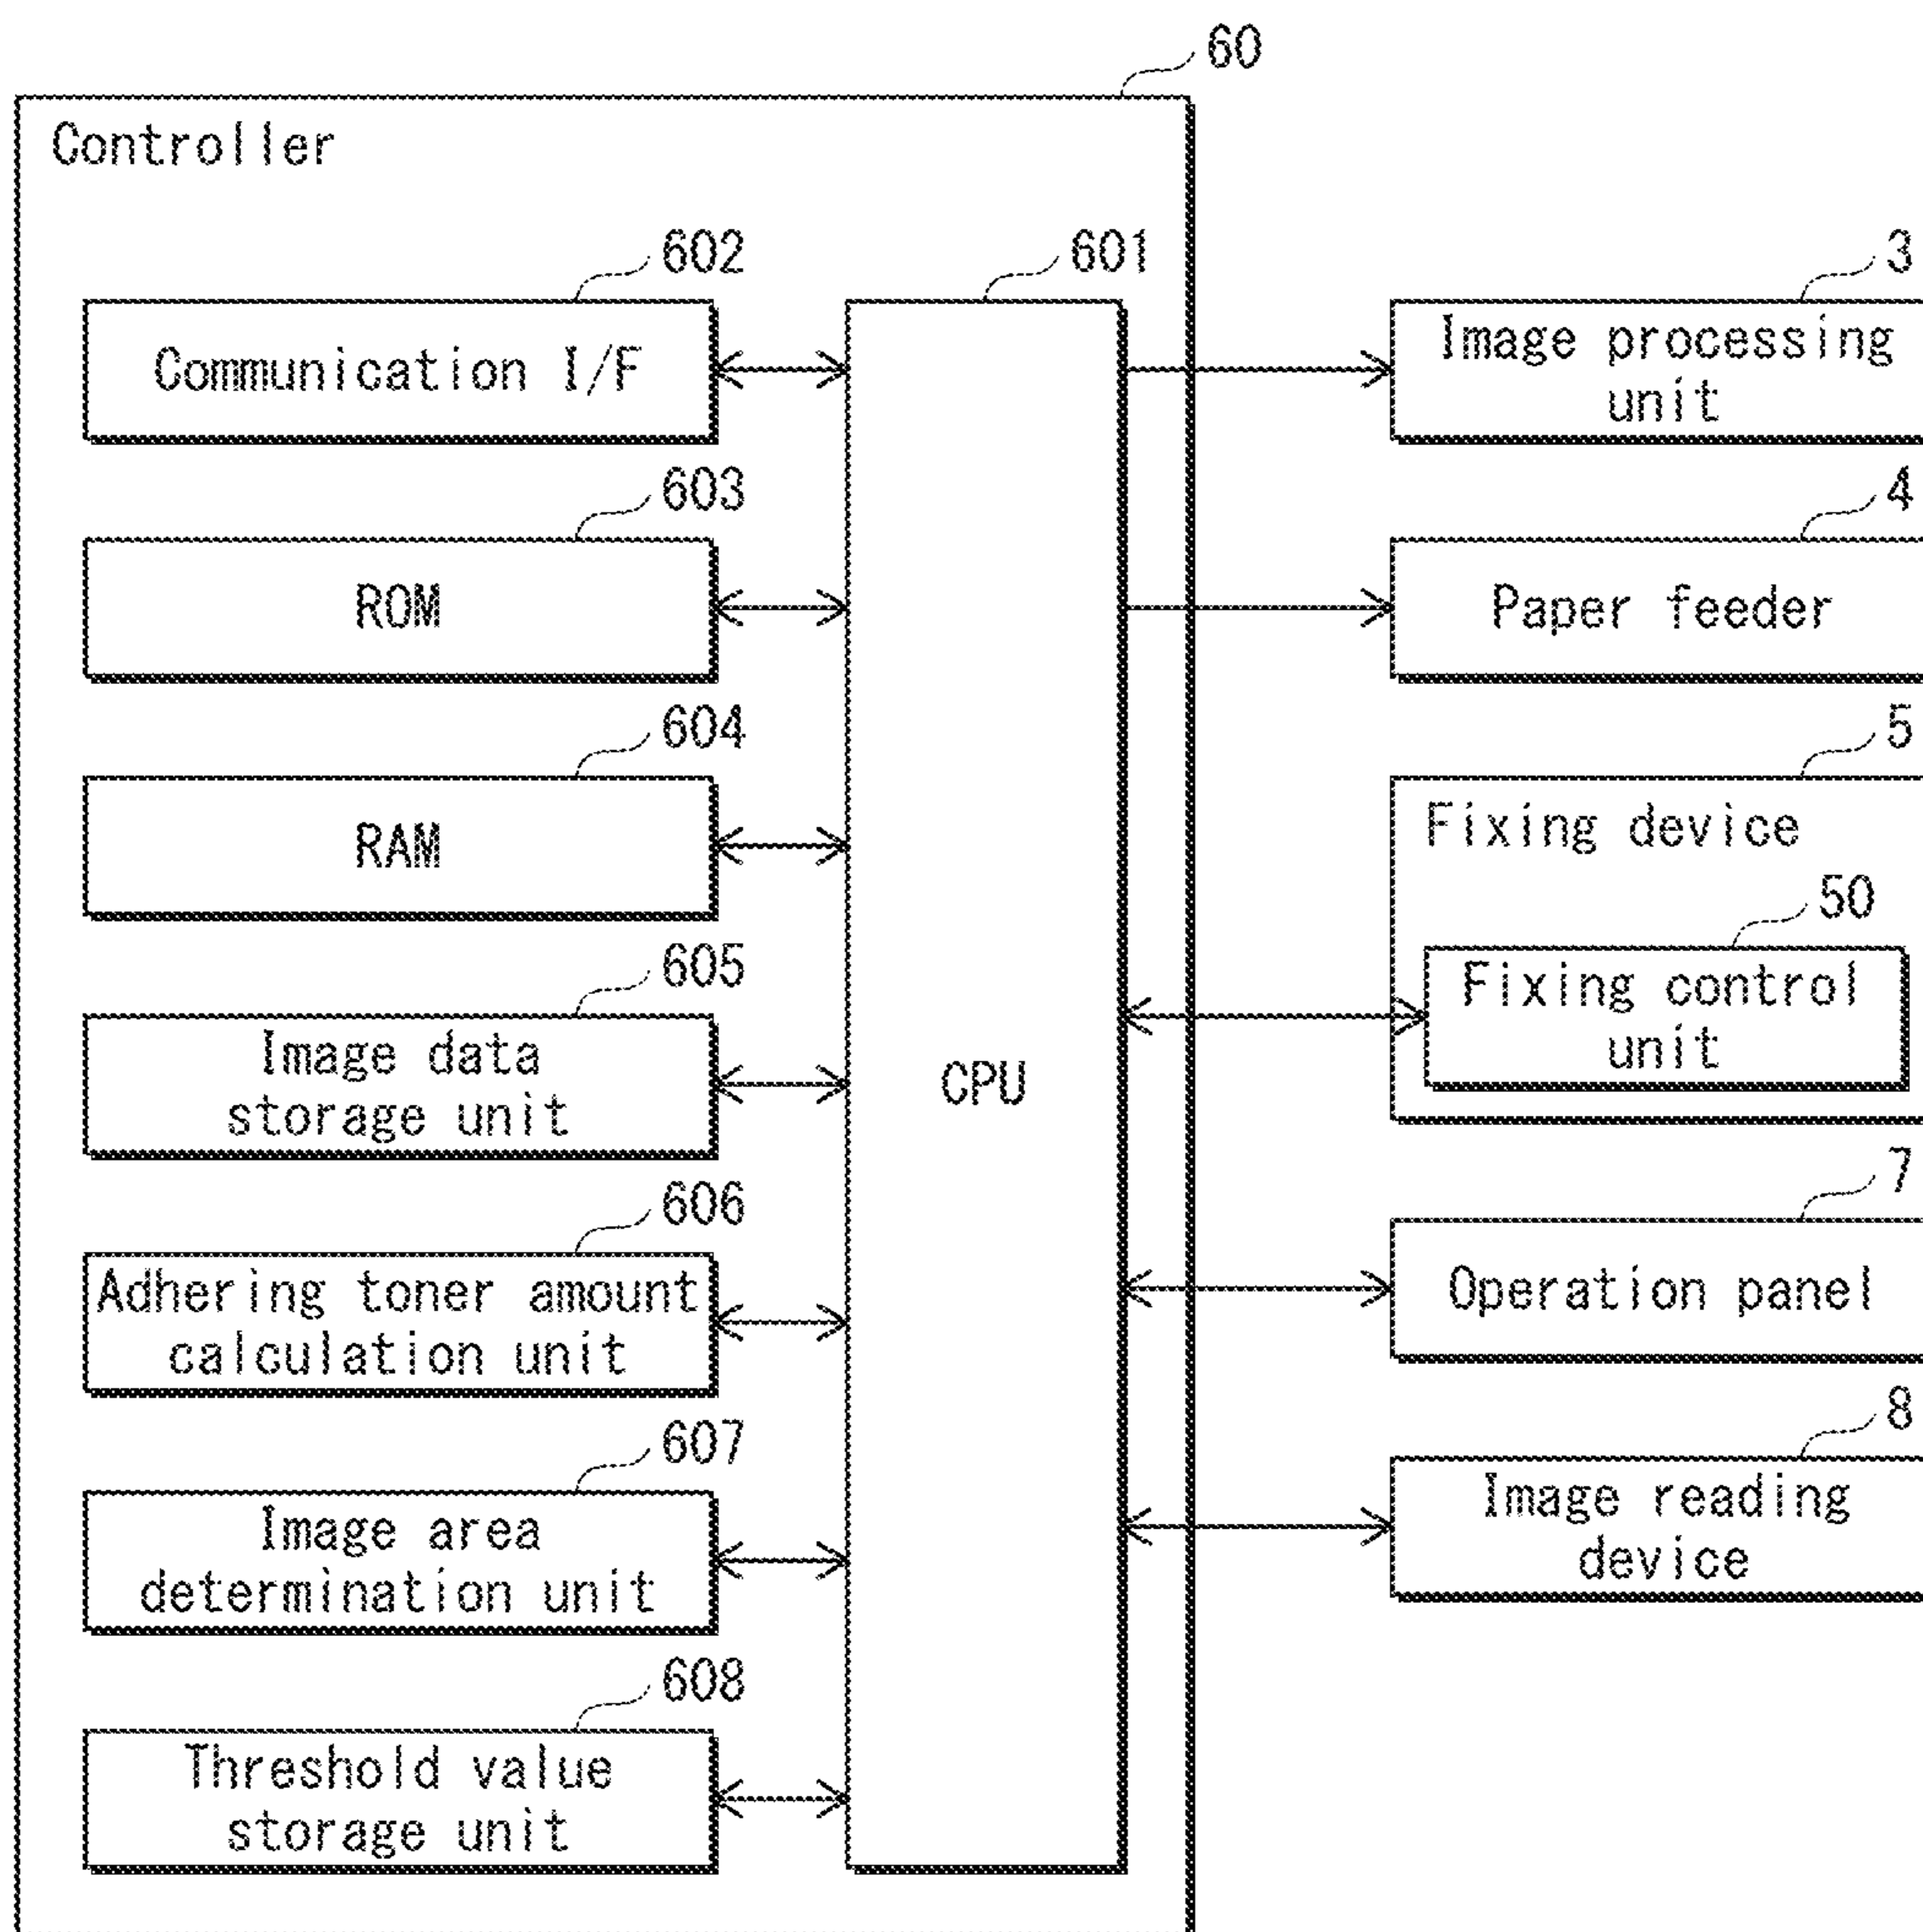 60
Controller
602
Communication I/F
603
ROM
604
RAM
605
Image data
storage unit
606
Adhering toner amount
calculation unit
607
Image area
determination unit
608
Threshold value
storage unit
601
CPU
3
Image processing
unit
4
Paper feeder
5
Fixing device
50
Fixing control
unit
7
Operation panel
8
Image reading
device